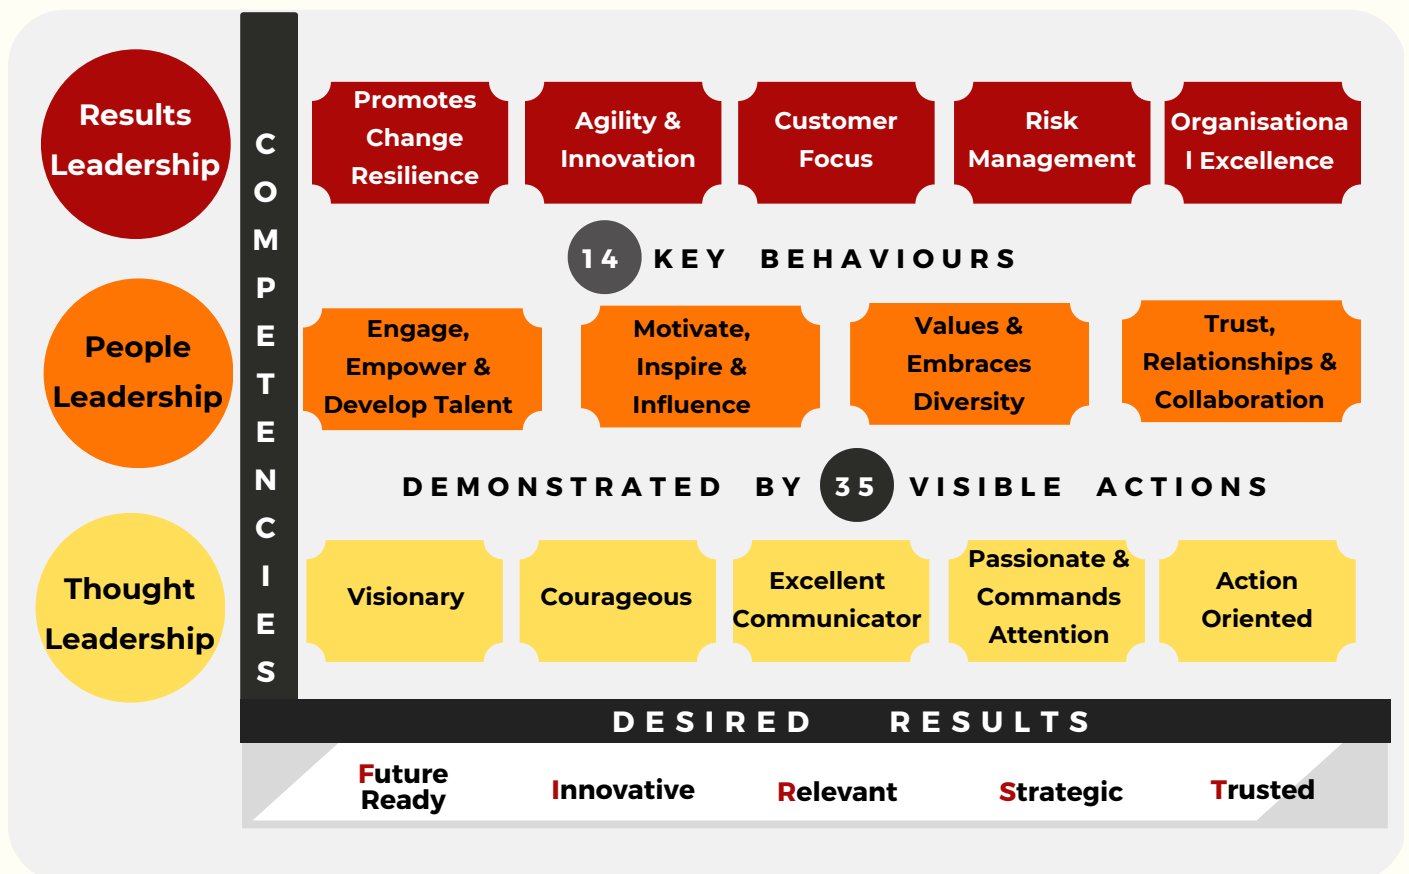 Results
Leadership
COMPETENCIES
Promotes
Change
Resilience
Agility &
Innovation
Customer
Focus
Risk
Management
Organisationa
l Excellence
14 KEY BEHAVIOURS
People
Leadership
Engage,
Empower &
Develop Talent
Motivate,
Inspire &
Influence
Values &
Embraces
Diversity
Trust,
Relationships &
Collaboration
DEMONSTRATED BY 35 VISIBLE ACTIONS
Thought
Leadership
Visionary
Courageous
Excellent
Communicator
Passionate &
Commands
Attention
Action
Oriented
DESIRED RESULTS
Future
Ready
Innovative
Relevant
Strategic
Trusted